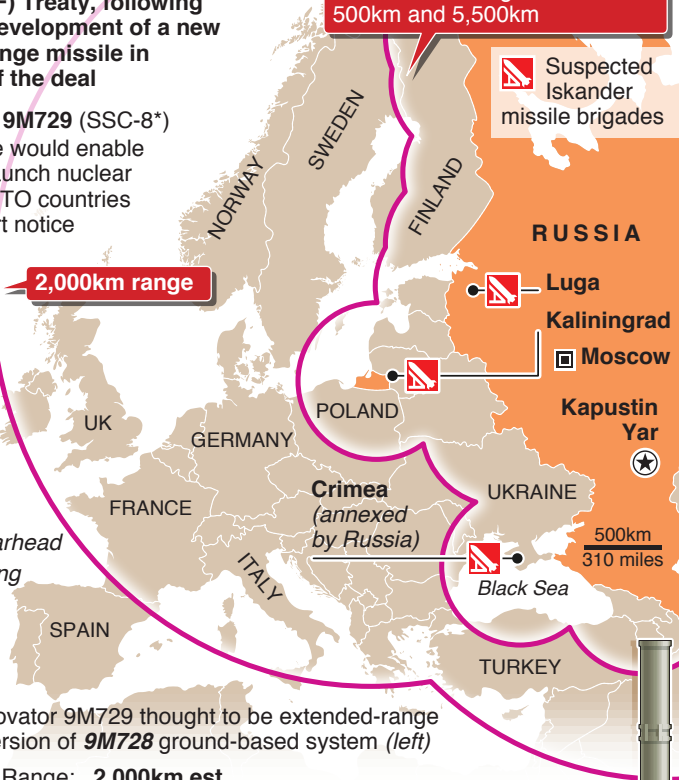 F) Treaty, following
evelopment of a new
nge missile in
f the deal
9M729 (SSC-8*)
e would enable
unch nuclear
TO countries
rt notice
500km and 5,500km
Suspected
Iskander
missile brigades
2,000km range
NORWAY
SWEDEN
FINLAND
RUSSIA
Luga
Kaliningrad
Moscow
Kapustin
Yar
POLAND
UK
GERMANY
FRANCE
Crimea
(annexed
by Russia)
UKRAINE
500km
310 miles
Black Sea
ITALY
SPAIN
TURKEY
arhead
ng
ovator 9M729 thought to be extended-range
ersion of 9M728 ground-based system (left)
Range: 2,000km est